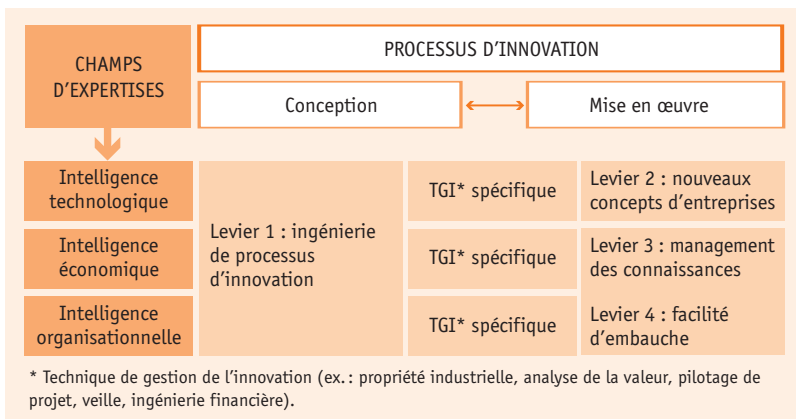 CHAMPS
D'EXPERTISES
PROCESSUS D'INNOVATION
Conception
Mise en œuvre
Intelligence
technologique
Levier 1 : ingénierie
de processus
d'innovation
TGI* spécifique
Levier 2 : nouveaux
concepts d'entreprises
Intelligence
économique
TGI* spécifique
Levier 3 : management
des connaissances
Intelligence
organisationnelle
TGI* spécifique
Levier 4 : facilité
d'embauche
* Technique de gestion de l'innovation (ex. : propriété industrielle, analyse de la valeur, pilotage de
projet, veille, ingénierie financière).